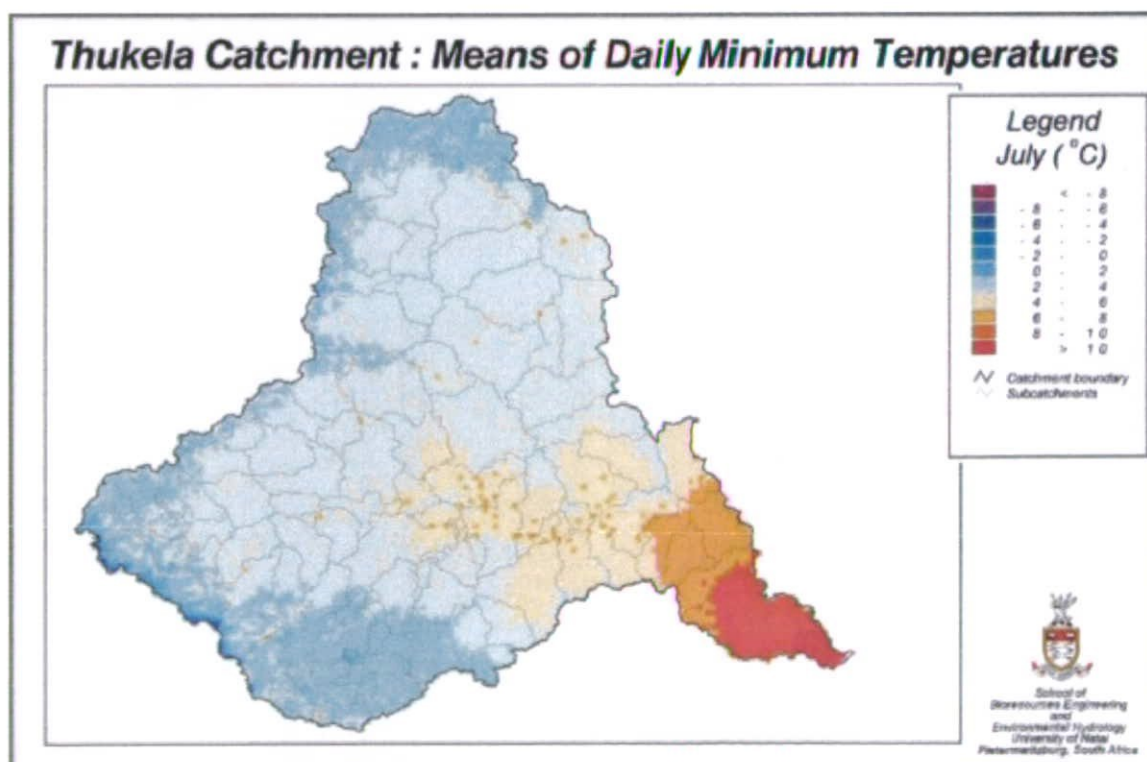 Thukela Catchment : Means of Daily Minimum Temperatures
Legend
July ( °C)
< - 8
- 8 - - 6
- 6 - - 4
- 4 - - 2
- 2 - 0
0 - 2
2 - 4
4 - 6
6 - 8
8 - 10
> 10
Catchment boundary
Subcatchments
School of
Bioresources Engineering
and
Environmental Hydrology
University of Natal
Pietermaritzburg, South Africa